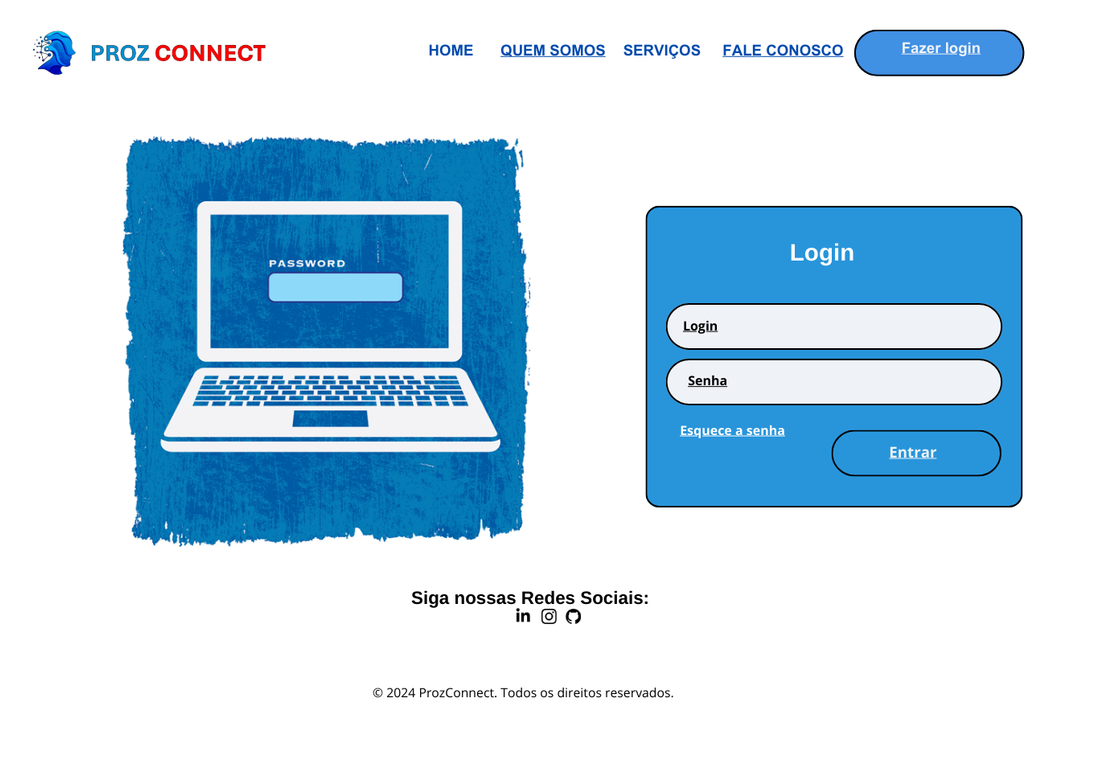 PROZ CONNECT
HOME QUEM SOMOS SERVIÇOS FALE CONOSCO Fazer login
PASSWORD
Login
Login
Senha
Esquece a senha
Entrar
Siga nossas Redes Sociais:
in
© 2024 ProzConnect. Todos os direitos reservados.